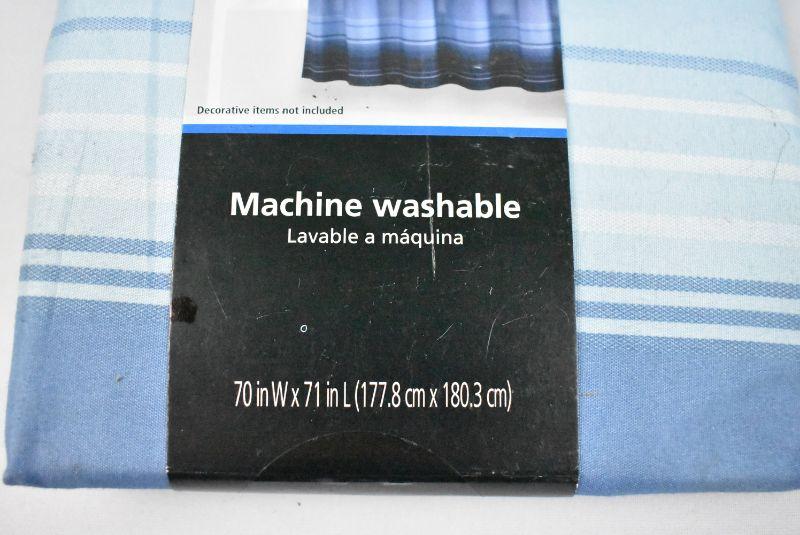 Decorative items not included
Machine washable
Lavable a máquina
70 in W x 71 in L (177.8 cm x 180.3 cm)